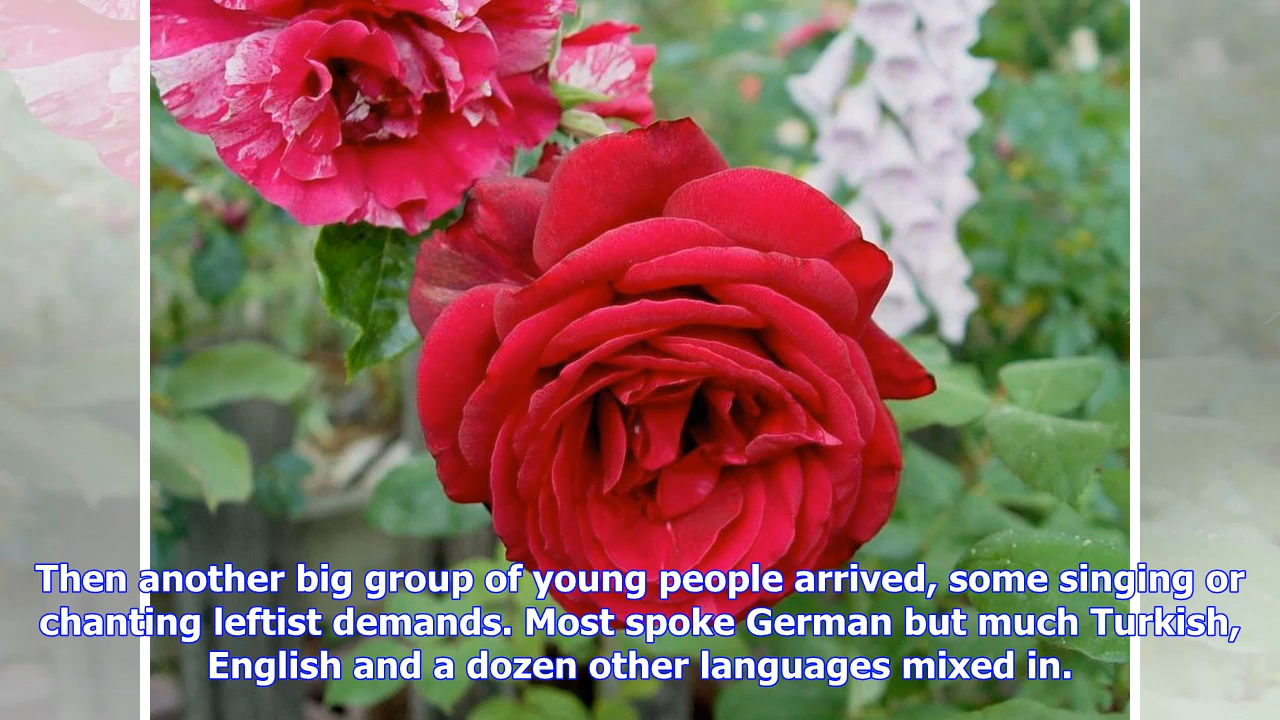 Then another big group of young people arrived, some singing or
chanting leftist demands. Most spoke German but much Turkish,
English and a dozen other languages mixed in.